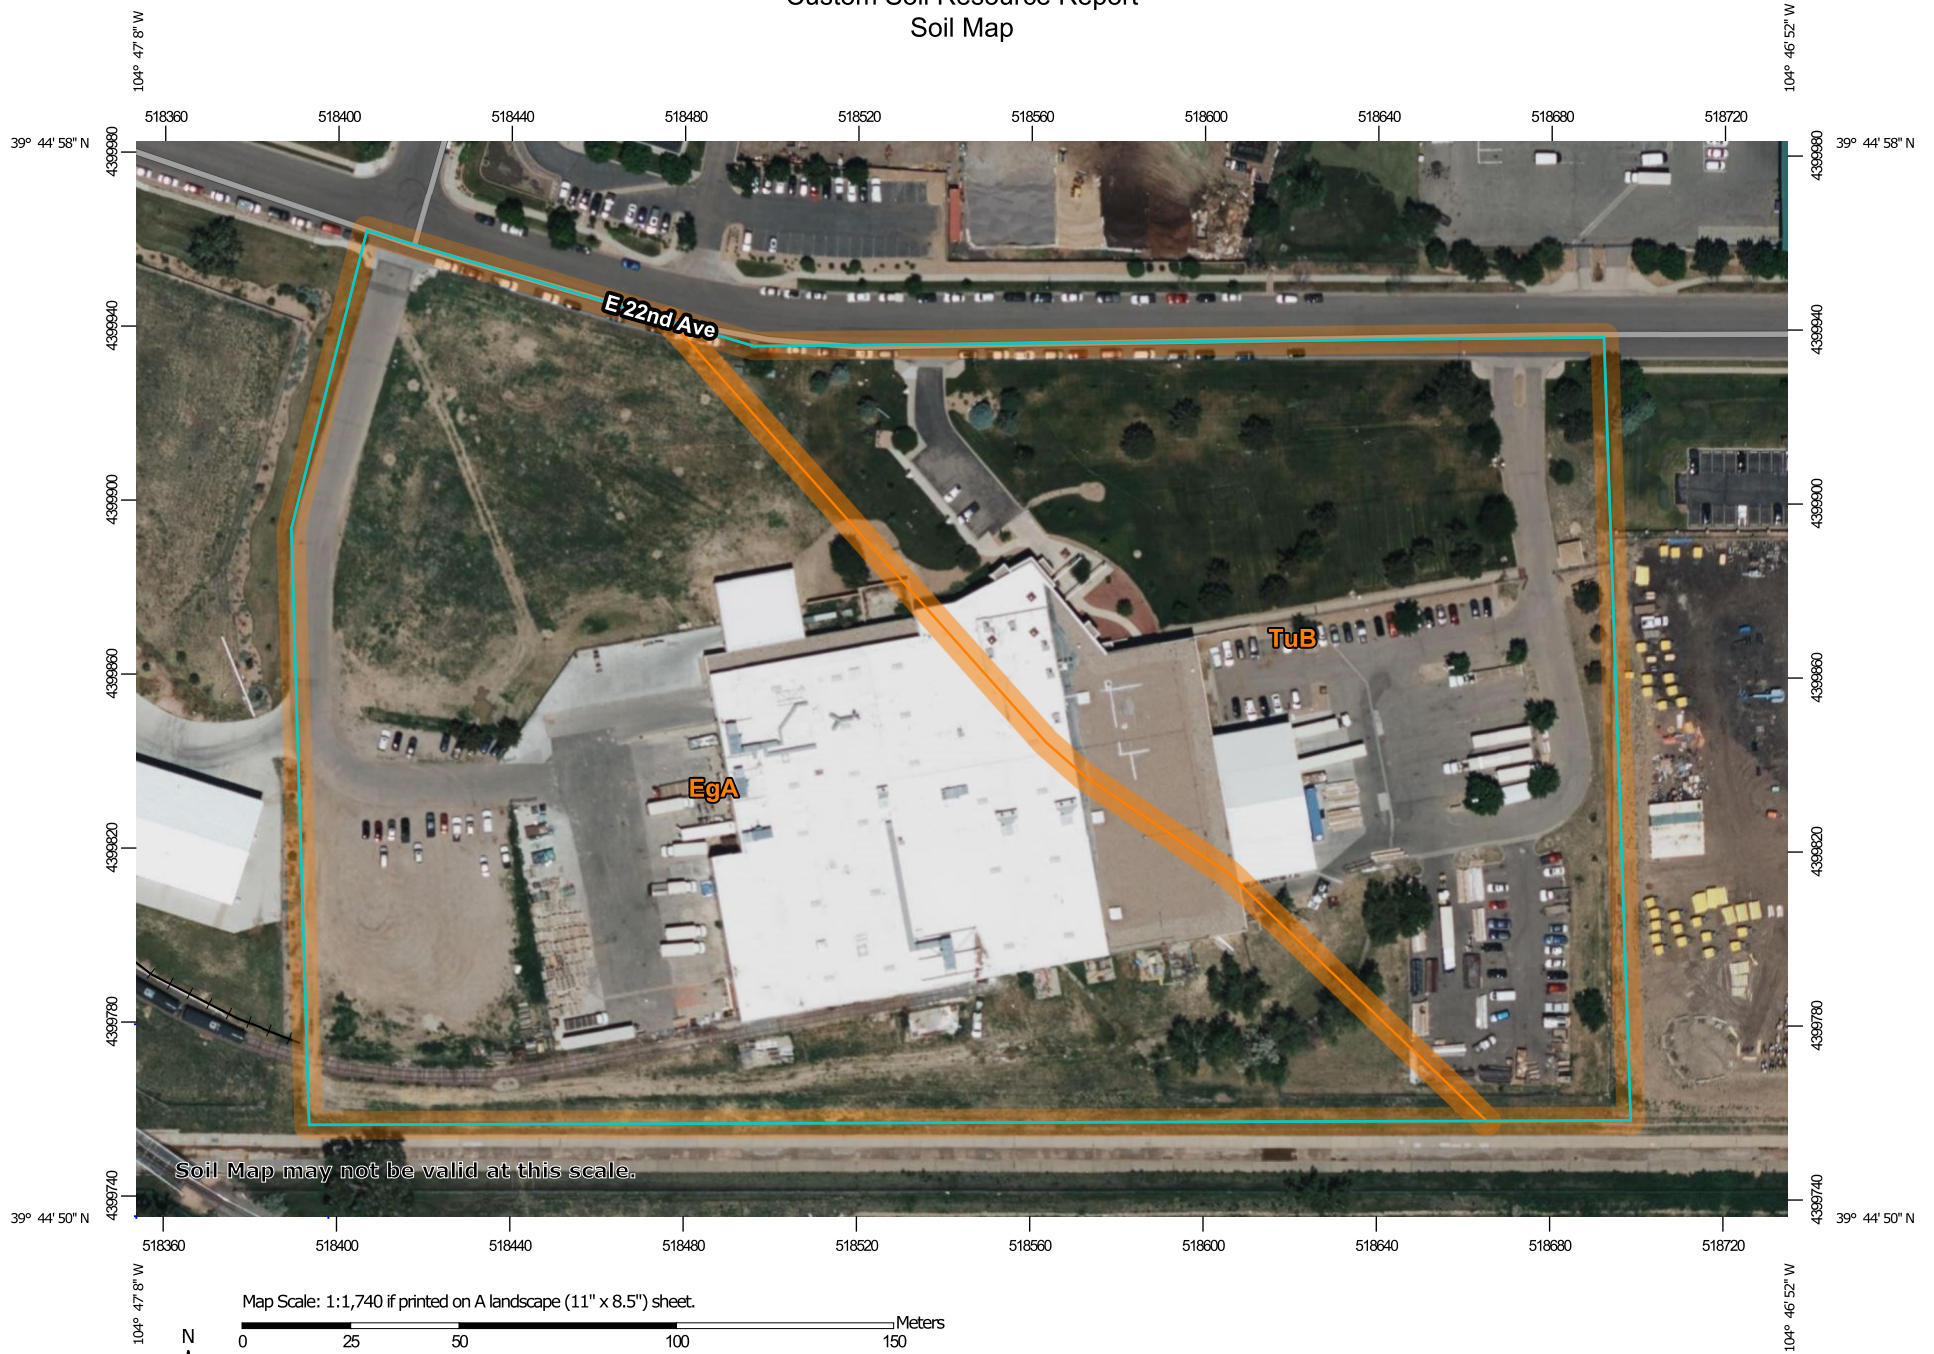 Custom Soil Resource Report
Soil Map
104° 47' 8'' W
104° 46' 52'' W
518360 518400 518440 518480 518520 518560 518600 518640 518680 518720
39° 44' 58'' N
39° 44' 58'' N
4399980
4399940
4399900
4399860
4399820
4399780
4399740
4399980
4399940
4399900
4399860
4399820
4399780
4399740
E 22nd Ave
TuB
EgA
Soil Map may not be valid at this scale.
39° 44' 50'' N
39° 44' 50'' N
518360 518400 518440 518480 518520 518560 518600 518640 518680 518720
104° 47' 8'' W
104° 46' 52'' W
Map Scale: 1:1,740 if printed on A landscape (11" x 8.5") sheet.
Meters
N
0 25 50 100 150